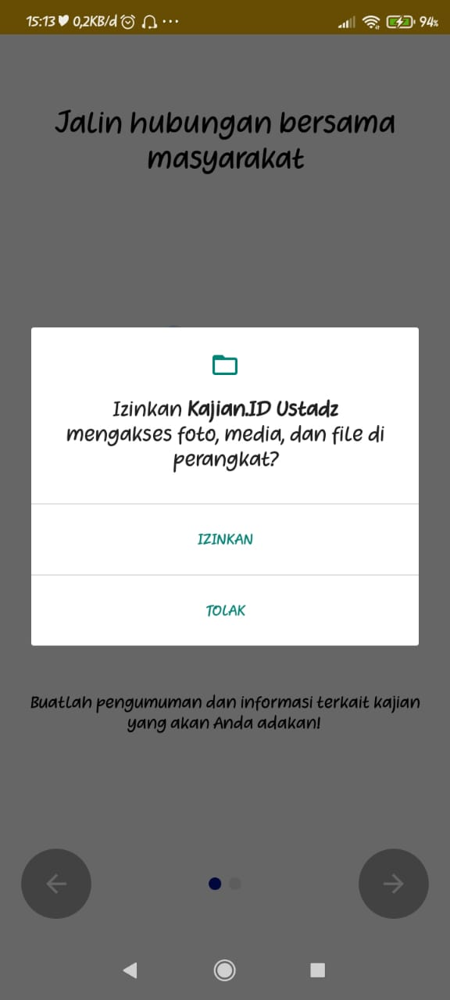 15:13 0,2KB/d ... 94%
Jalin hubungan bersama
masyarakat
Izinkan Kajian.ID Ustadz
mengakses foto, media, dan file di
perangkat?
IZINKAN
TOLAK
Buatlah pengumuman dan informasi terkait kajian
yang akan Anda adakan!